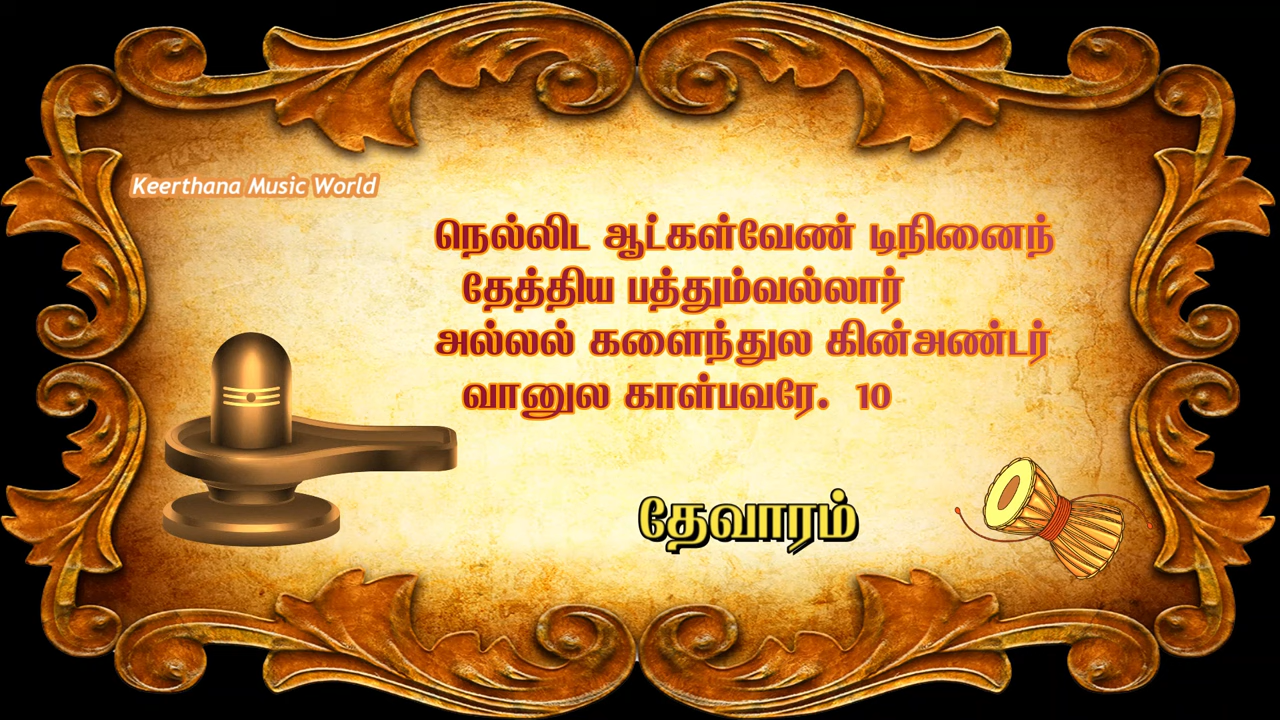 Keerthana Music World
நெல்லிட ஆட்கள்வேண் டிநினைந்
தேத்திய பத்தும்வல்லார்
அல்லல் களைந்துல கின்அண்டர்
வானுல காள்பவரே. 10
தேவாரம்